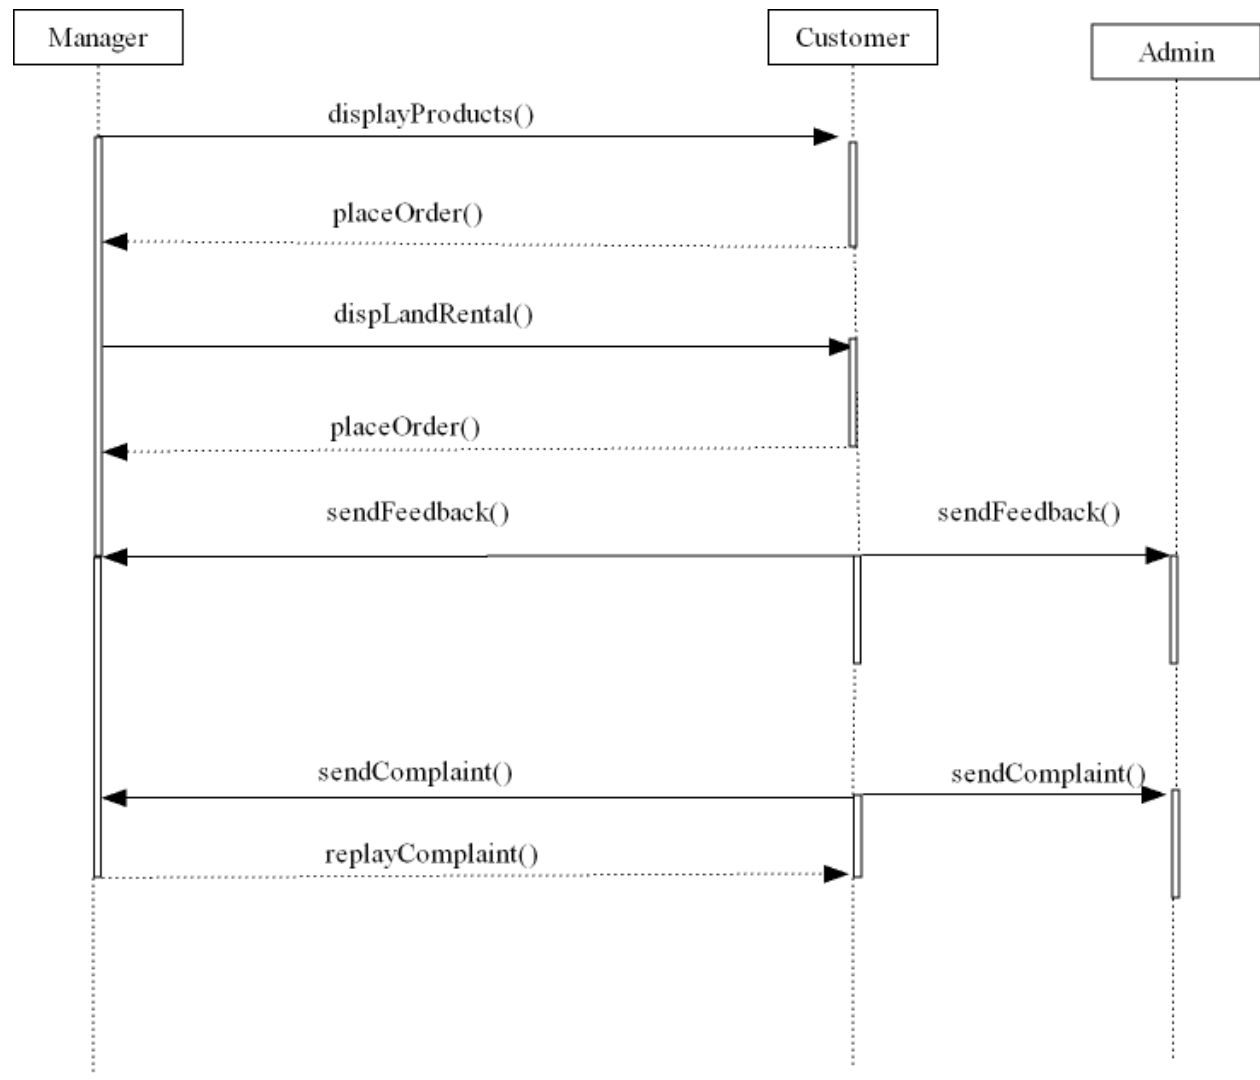 Manager
Customer
Admin
displayProducts()
placeOrder()
dispLandRental()
placeOrder()
sendFeedback()
sendFeedback()
sendComplaint()
sendComplaint()
replayComplaint()